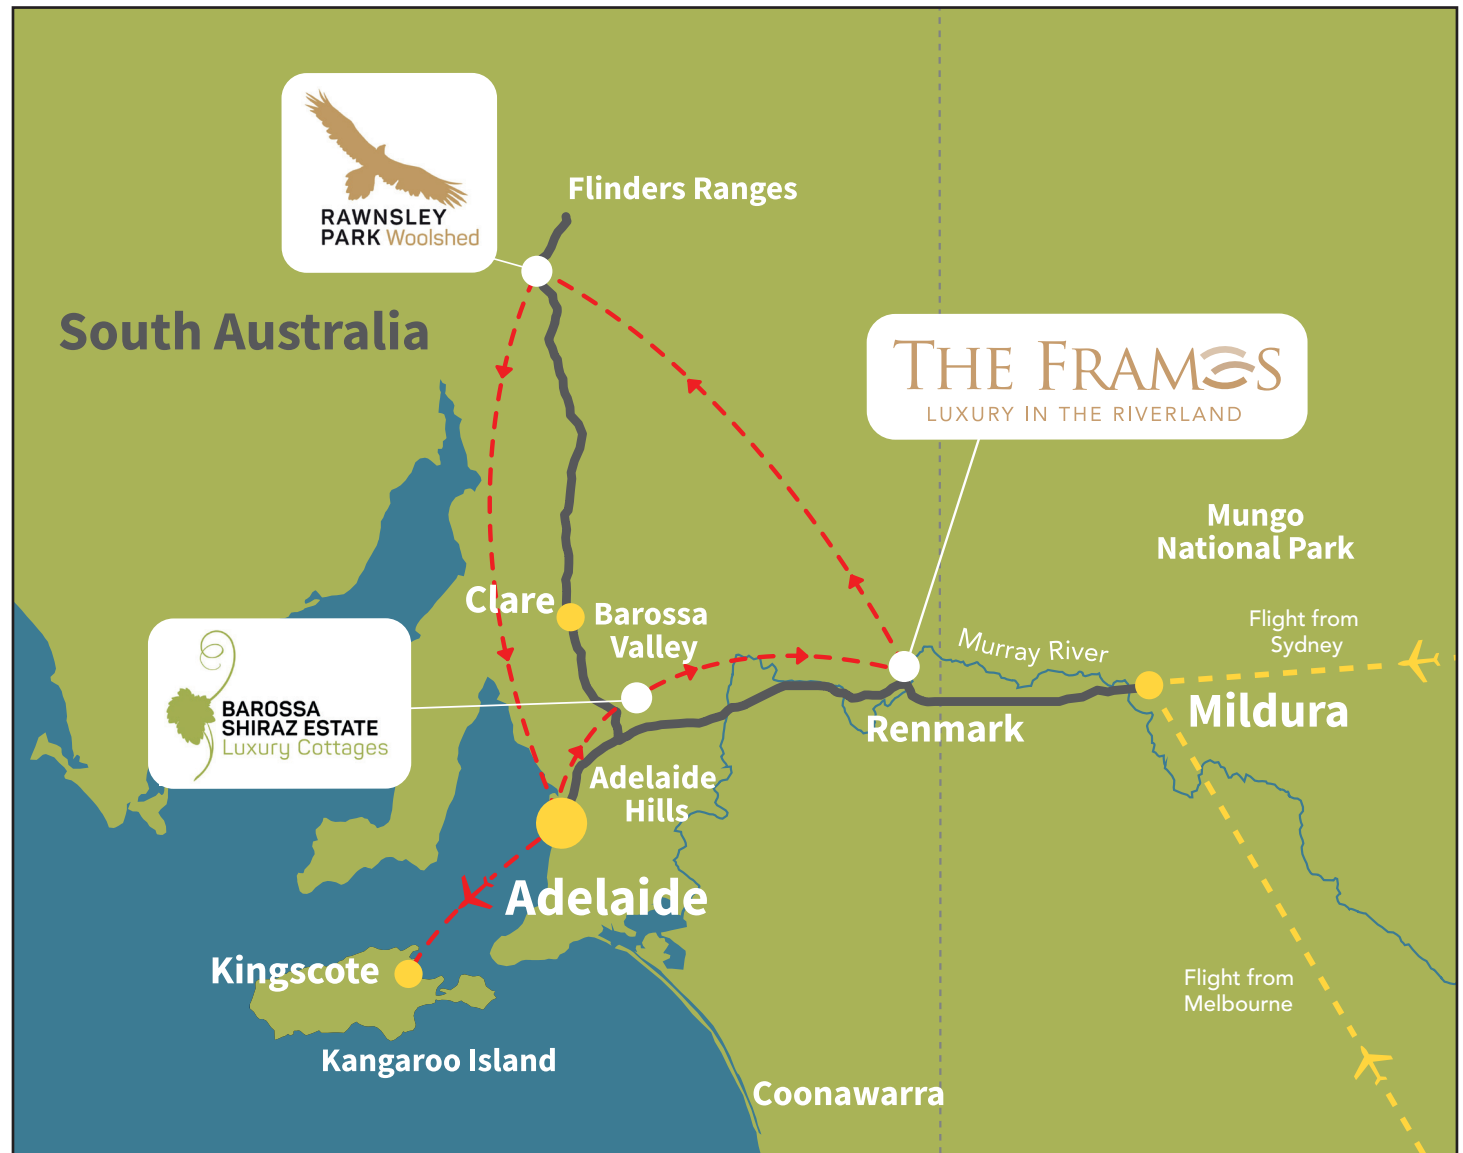 Flinders Ranges
RAWNSLEY
PARK Woolshed
South Australia
THE FRAMES
LUXURY IN THE RIVERLAND
Mungo
National Park
Clare
Barossa
Valley
Flight from
Sydney
Murray River
BAROSSA
SHIRAZ ESTATE
Luxury Cottages
Renmark
Mildura
Adelaide
Hills
Adelaide
Kingscote
Flight from
Melbourne
Kangaroo Island
Coonawarra